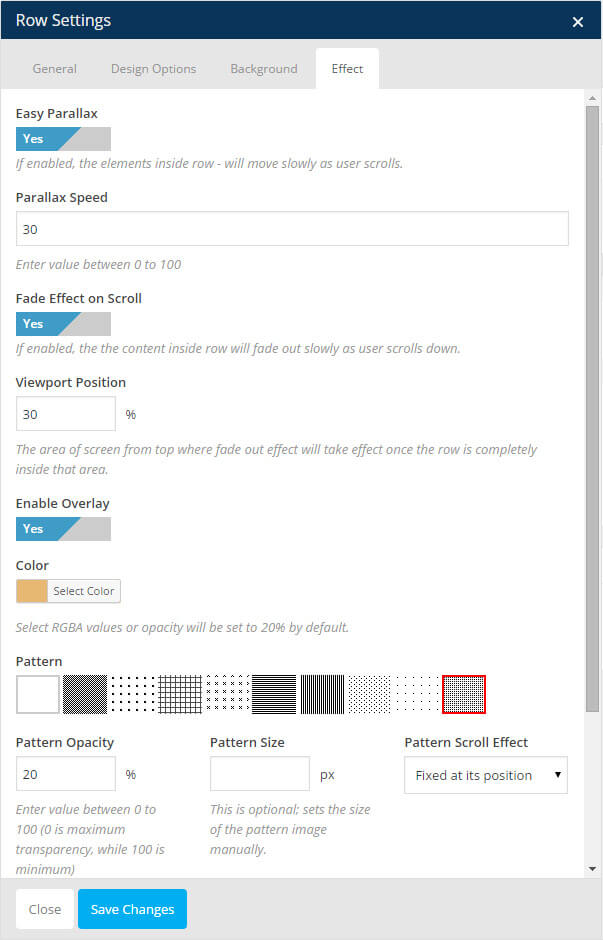 Row Settings
General Design Options Background Effect
Easy Parallax
Yes
If enabled, the elements inside row - will move slowly as user scrolls.
Parallax Speed
30
Enter value between 0 to 100
Fade Effect on Scroll
Yes
If enabled, the the content inside row will fade out slowly as user scrolls down.
Viewport Position
30 %
The area of screen from top where fade out effect will take effect once the row is completely
inside that area.
Enable Overlay
Yes
Color
Select Color
Select RGBA values or opacity will be set to 20% by default.
Pattern
Pattern Opacity
20 %
Enter value between 0 to
100 (0 is maximum
transparency, while 100 is
minimum)
Pattern Size
px
This is optional; sets the size
of the pattern image
manually.
Pattern Scroll Effect
Fixed at its position
Close Save Changes